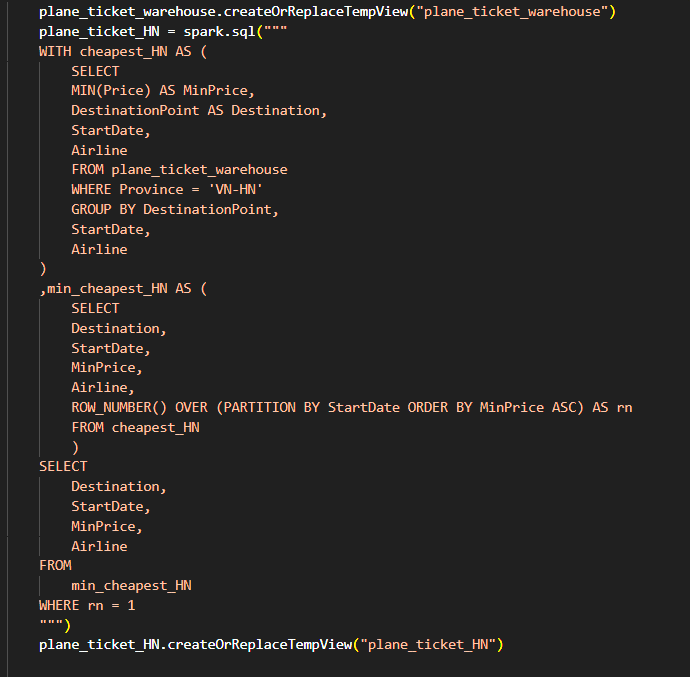 plane_ticket_warehouse.createOrReplaceTempView("plane_ticket_warehouse")
plane_ticket_HN = spark.sql("""
WITH cheapest_HN AS (
    SELECT
    MIN(Price) AS MinPrice,
    DestinationPoint AS Destination,
    StartDate,
    Airline
    FROM plane_ticket_warehouse
    WHERE Province = 'VN-HN'
    GROUP BY DestinationPoint,
    StartDate,
    Airline
)
,min_cheapest_HN AS (
    SELECT
    Destination,
    StartDate,
    MinPrice,
    Airline,
    ROW_NUMBER() OVER (PARTITION BY StartDate ORDER BY MinPrice ASC) AS rn
    FROM cheapest_HN
    )
SELECT
    Destination,
    StartDate,
    MinPrice,
    Airline
FROM
    min_cheapest_HN
WHERE rn = 1
""")
plane_ticket_HN.createOrReplaceTempView("plane_ticket_HN")